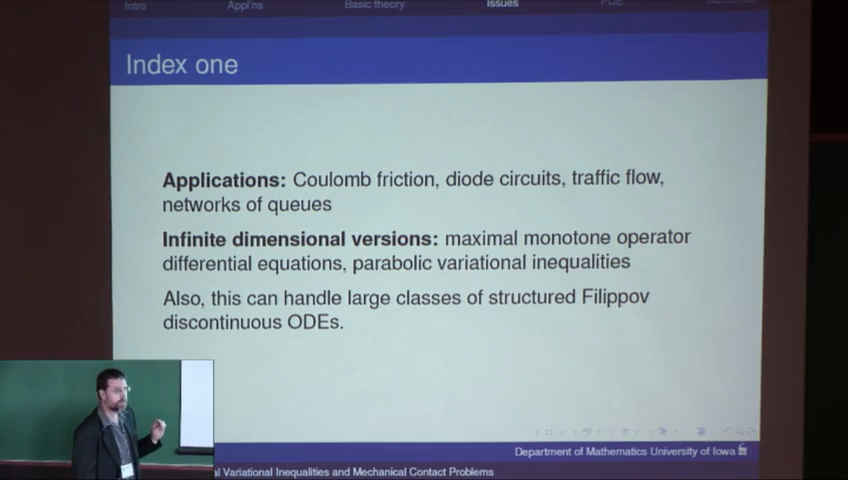 Intro Appl'ns Basic theory Issues PDE
Index one
Applications: Coulomb friction, diode circuits, traffic flow,
networks of queues
Infinite dimensional versions: maximal monotone operator
differential equations, parabolic variational inequalities
Also, this can handle large classes of structured Filippov
discontinuous ODEs.
Department of Mathematics University of Iowa
Variational Inequalities and Mechanical Contact Problems